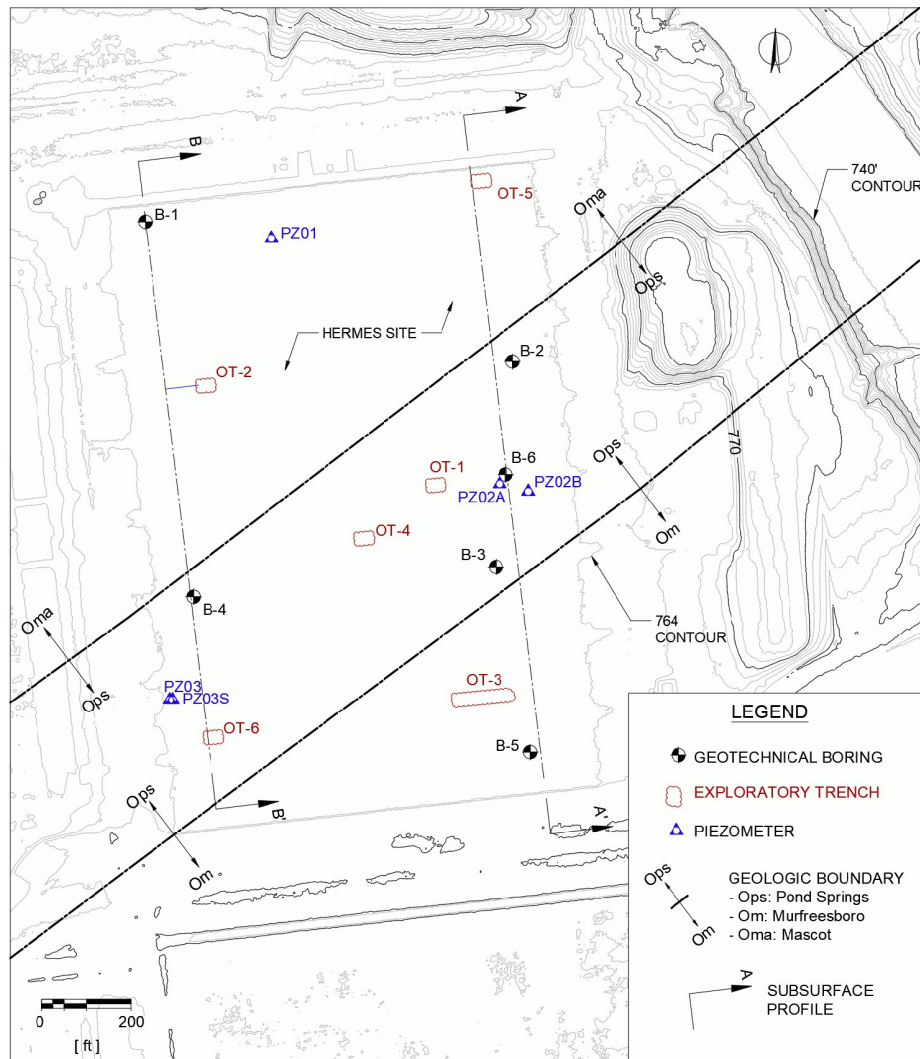 A
B
740'
CONTOUR
OT-5
Oma
B-1
PZ01
Ops
HERMES SITE
B-2
OT-2
770
B-6
Ops
OT-1
PZ02A
PZ02B
Om
OT-4
B-3
B-4
764
CONTOUR
Oma
Ops
PZ03
PZ03S
OT-3
OT-6
B-5
Ops
B'
A'
Om
0
200
[ ft ]
LEGEND
GEOTECHNICAL BORING
EXPLORATORY TRENCH
PIEZOMETER
Ops
Om
GEOLOGIC BOUNDARY
- Ops: Pond Springs
- Om: Murfreesboro
- Oma: Mascot
A
SUBSURFACE
PROFILE